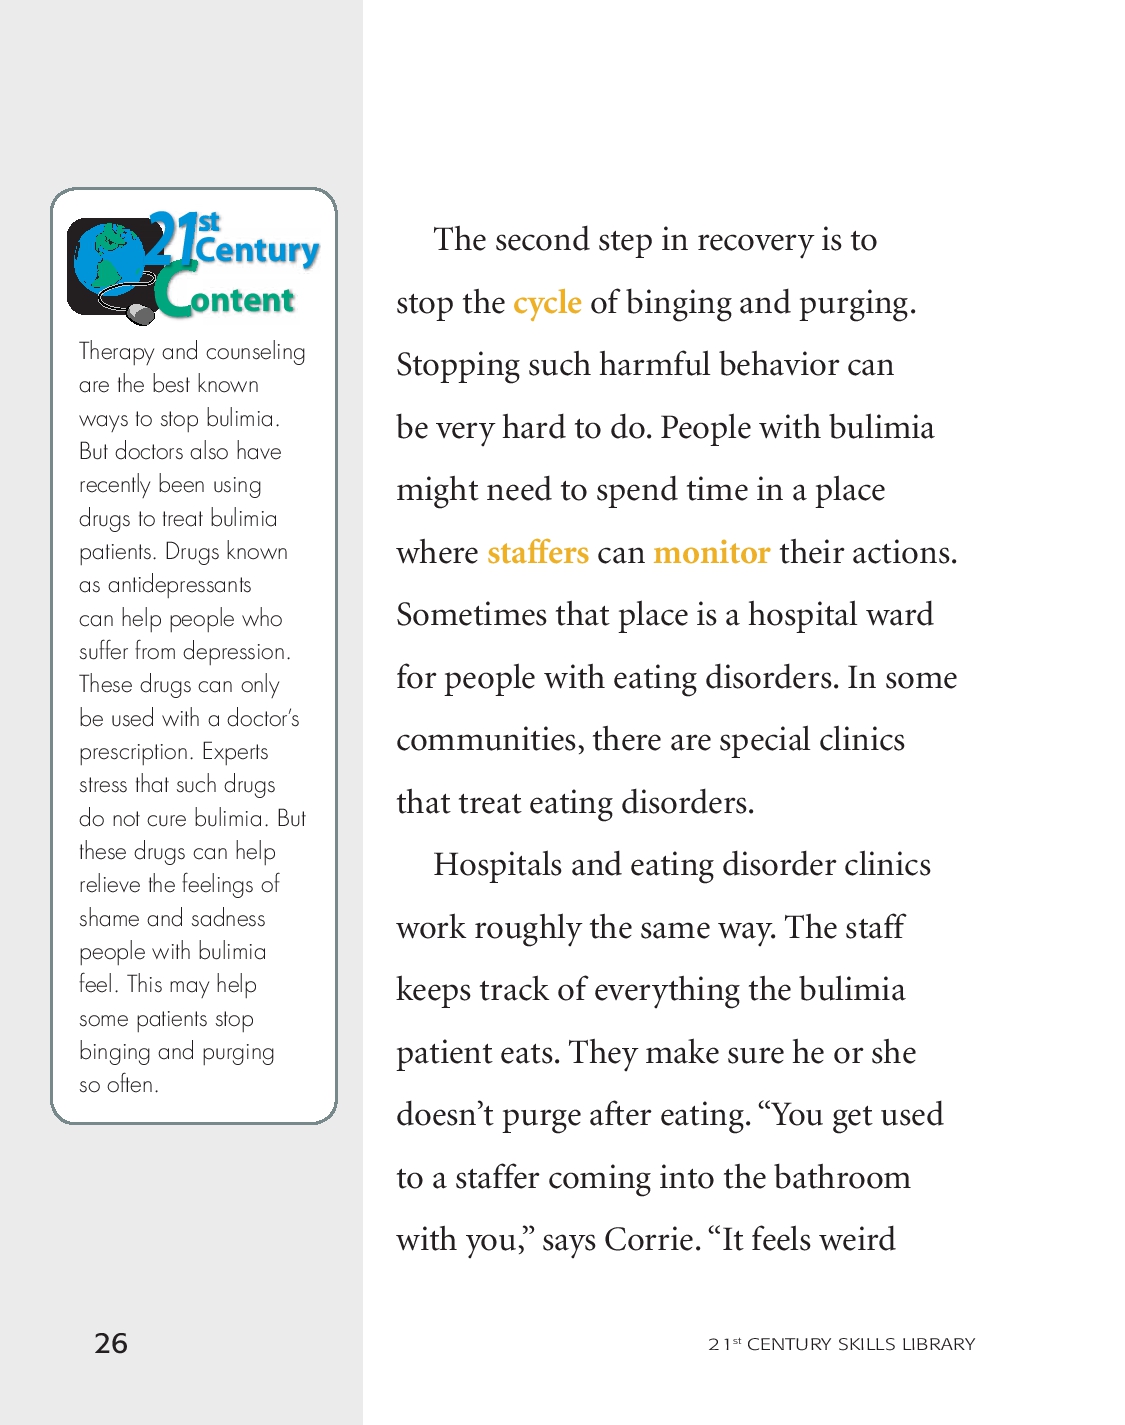 21st
Century
Content
Therapy and counseling
are the best known
ways to stop bulimia.
But doctors also have
recently been using
drugs to treat bulimia
patients. Drugs known
as antidepressants
can help people who
suffer from depression.
These drugs can only
be used with a doctor’s
prescription. Experts
stress that such drugs
do not cure bulimia. But
these drugs can help
relieve the feelings of
shame and sadness
people with bulimia
feel. This may help
some patients stop
binging and purging
so often.
The second step in recovery is to
stop the cycle of binging and purging.
Stopping such harmful behavior can
be very hard to do. People with bulimia
might need to spend time in a place
where staffers can monitor their actions.
Sometimes that place is a hospital ward
for people with eating disorders. In some
communities, there are special clinics
that treat eating disorders.
Hospitals and eating disorder clinics
work roughly the same way. The staff
keeps track of everything the bulimia
patient eats. They make sure he or she
doesn’t purge after eating. “You get used
to a staffer coming into the bathroom
with you,” says Corrie. “It feels weird
26
21st CENTURY SKILLS LIBRARY